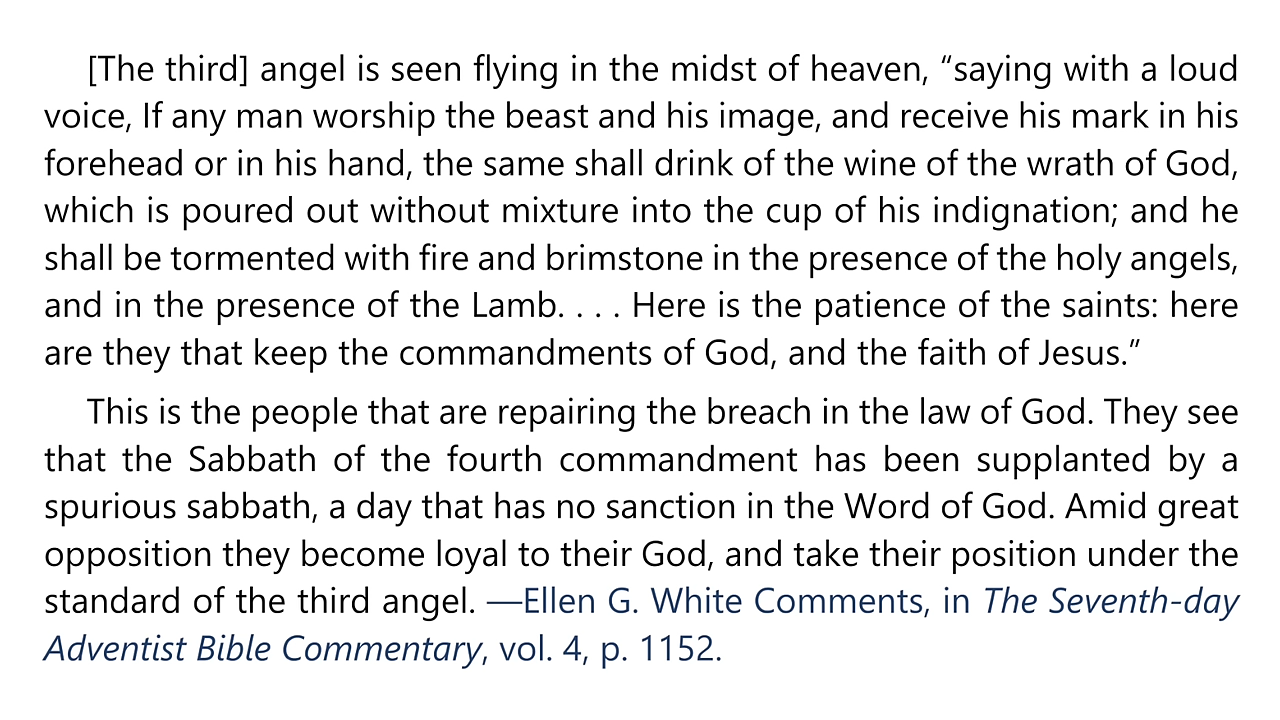 [The third] angel is seen flying in the midst of heaven, “saying with a loud
voice, If any man worship the beast and his image, and receive his mark in his
forehead or in his hand, the same shall drink of the wine of the wrath of God,
which is poured out without mixture into the cup of his indignation; and he
shall be tormented with fire and brimstone in the presence of the holy angels,
and in the presence of the Lamb. . . . Here is the patience of the saints: here
are they that keep the commandments of God, and the faith of Jesus.”
This is the people that are repairing the breach in the law of God. They see
that the Sabbath of the fourth commandment has been supplanted by a
spurious sabbath, a day that has no sanction in the Word of God. Amid great
opposition they become loyal to their God, and take their position under the
standard of the third angel. —Ellen G. White Comments, in The Seventh-day
Adventist Bible Commentary, vol. 4, p. 1152.